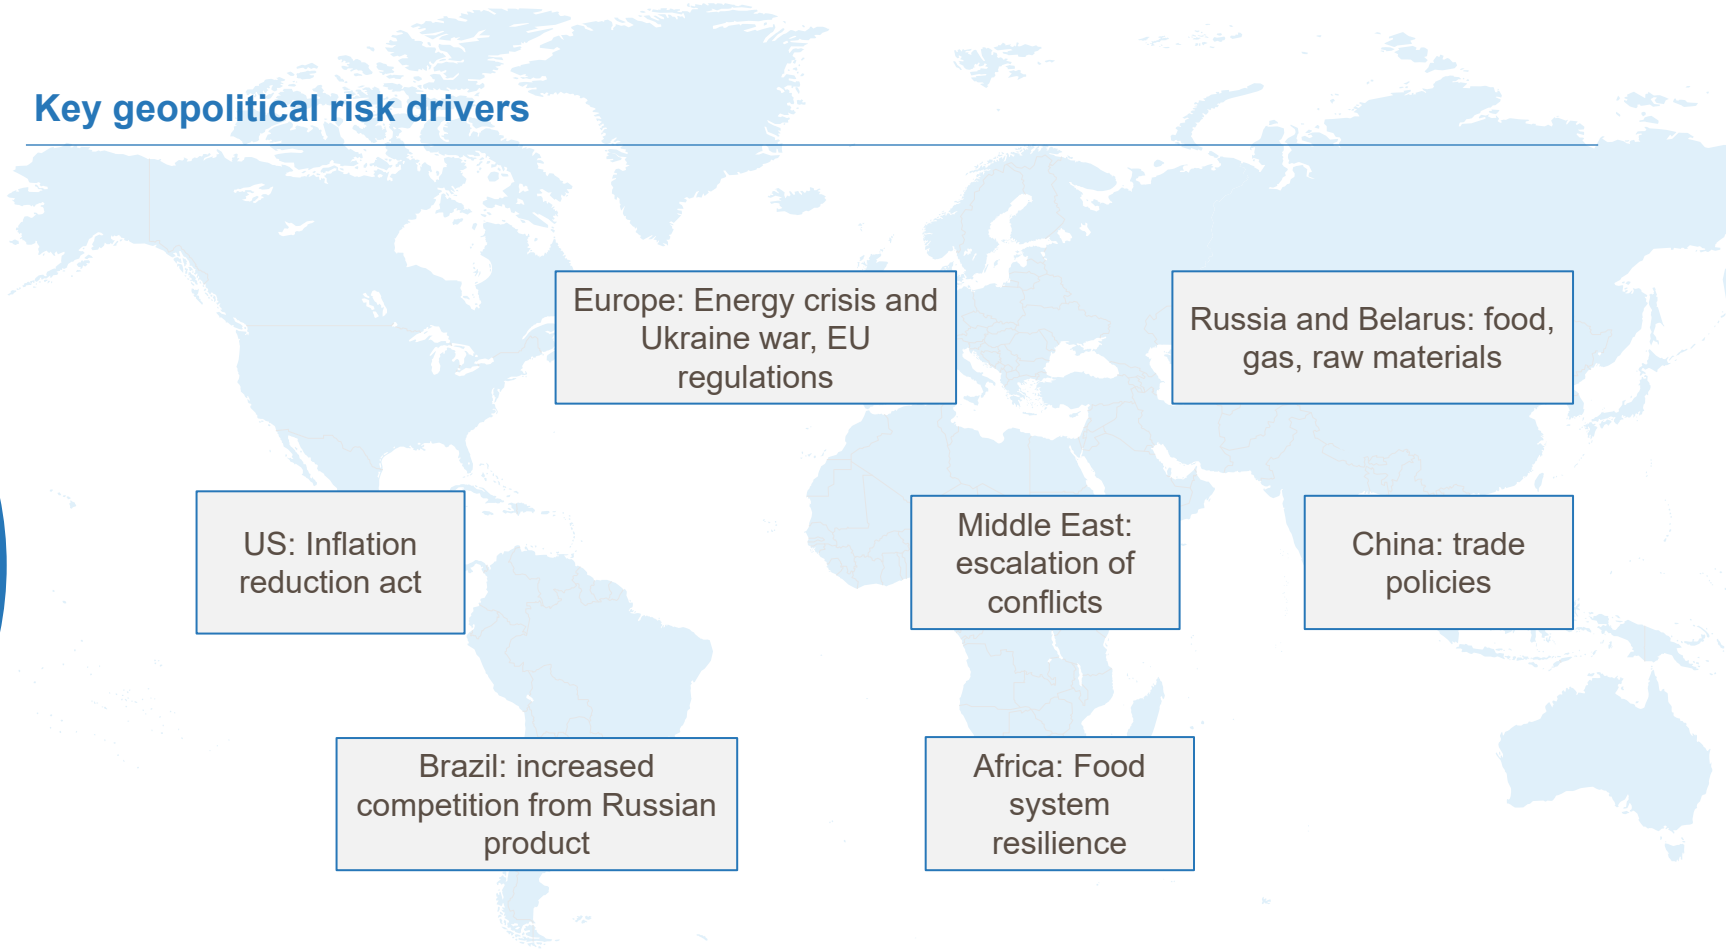 Key geopolitical risk drivers
Europe: Energy crisis and
Ukraine war, EU
regulations
Russia and Belarus: food,
gas, raw materials
US: Inflation
reduction act
Middle East:
escalation of
conflicts
China: trade
policies
Brazil: increased
competition from Russian
product
Africa: Food
system
resilience